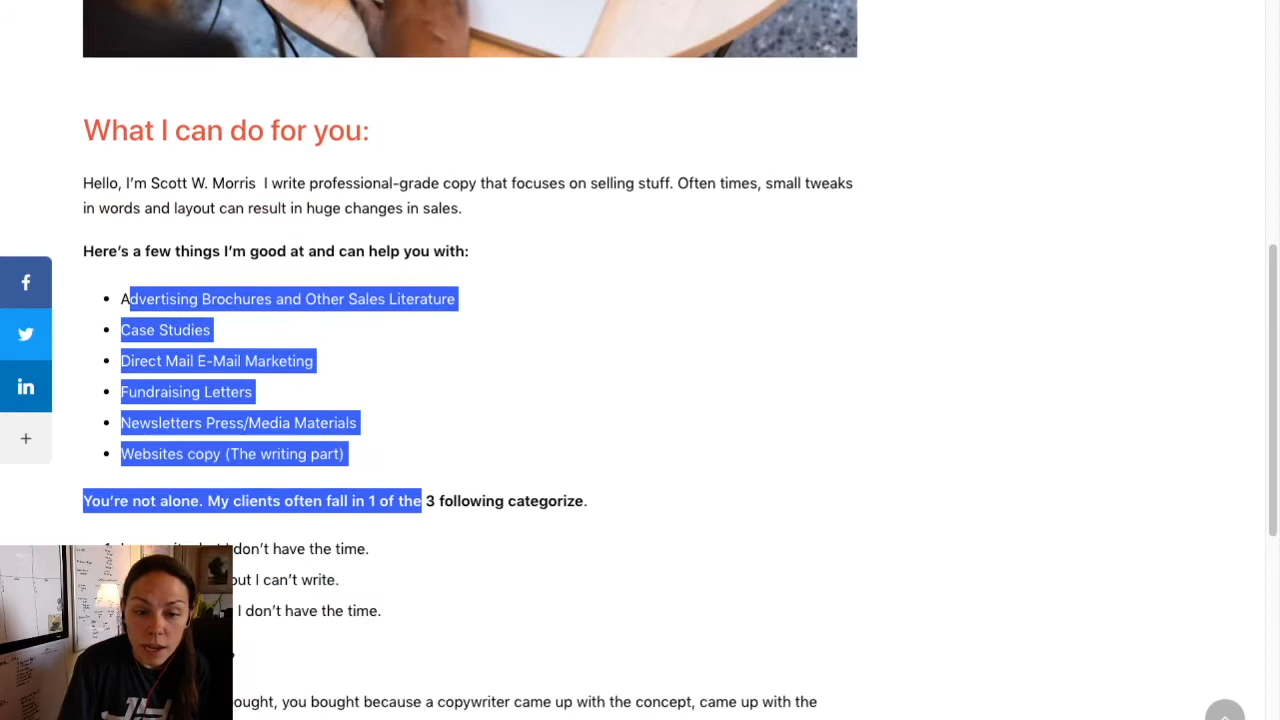 What I can do for you:
Hello, I'm Scott W. Morris I write professional-grade copy that focuses on selling stuff. Often times, small tweaks
in words and layout can result in huge changes in sales.
Here's a few things I'm good at and can help you with:
Advertising Brochures and Other Sales Literature
Case Studies
Direct Mail E-Mail Marketing
Fundraising Letters
Newsletters Press/Media Materials
Websites copy (The writing part)
You're not alone. My clients often fall in 1 of the 3 following categorize.
don't have the time.
but I can't write.
I don't have the time.
you bought because a copywriter came up with the concept, came up with the